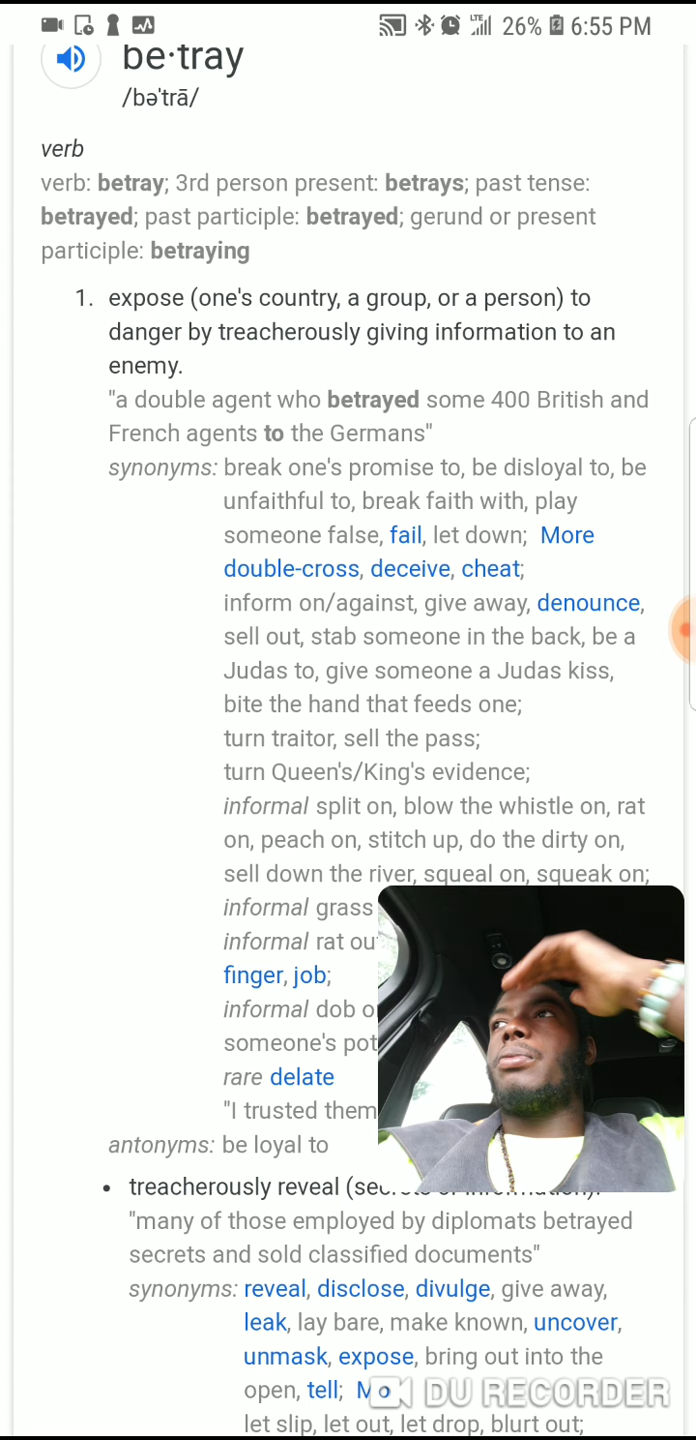 26% 6:55 PM
LTE
be·tray
/bəˈtrā/
verb
verb: betray; 3rd person present: betrays; past tense:
betrayed; past participle: betrayed; gerund or present
participle: betraying
1. expose (one's country, a group, or a person) to
danger by treacherously giving information to an
enemy.
"a double agent who betrayed some 400 British and
French agents to the Germans"
synonyms: break one's promise to, be disloyal to, be
unfaithful to, break faith with, play
someone false, fail, let down; More
double-cross, deceive, cheat;
inform on/against, give away, denounce,
sell out, stab someone in the back, be a
Judas to, give someone a Judas kiss,
bite the hand that feeds one;
turn traitor, sell the pass;
turn Queen's/King's evidence;
informal split on, blow the whistle on, rat
on, peach on, stitch up, do the dirty on,
sell down the river, squeal on, squeak on;
informal grass
informal rat
finger, job;
informal dob
someone's
rare delate
"I trusted them
antonyms: be loyal to
• treacherously reveal (secrets or information).
"many of those employed by diplomats betrayed
secrets and sold classified documents"
synonyms: reveal, disclose, divulge, give away,
leak, lay bare, make known, uncover,
unmask, expose, bring out into the
open, tell; Mo
DU RECORDER
let slip, let out, let drop, blurt out;